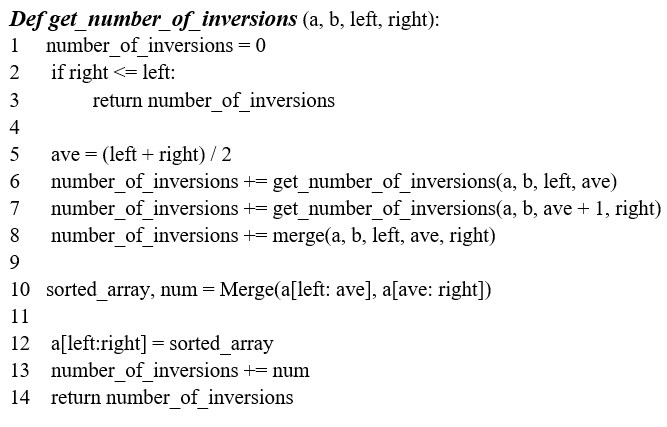 Def get_number_of_inversions (a, b, left, right):
1 number_of_inversions = 0
2 if right <= left:
3 return number_of_inversions
4
5 ave = (left + right) / 2
6 number_of_inversions += get_number_of_inversions(a, b, left, ave)
7 number_of_inversions += get_number_of_inversions(a, b, ave + 1, right)
8 number_of_inversions += merge(a, b, left, ave, right)
9
10 sorted_array, num = Merge(a[left: ave], a[ave: right])
11
12 a[left:right] = sorted_array
13 number_of_inversions += num
14 return number_of_inversions